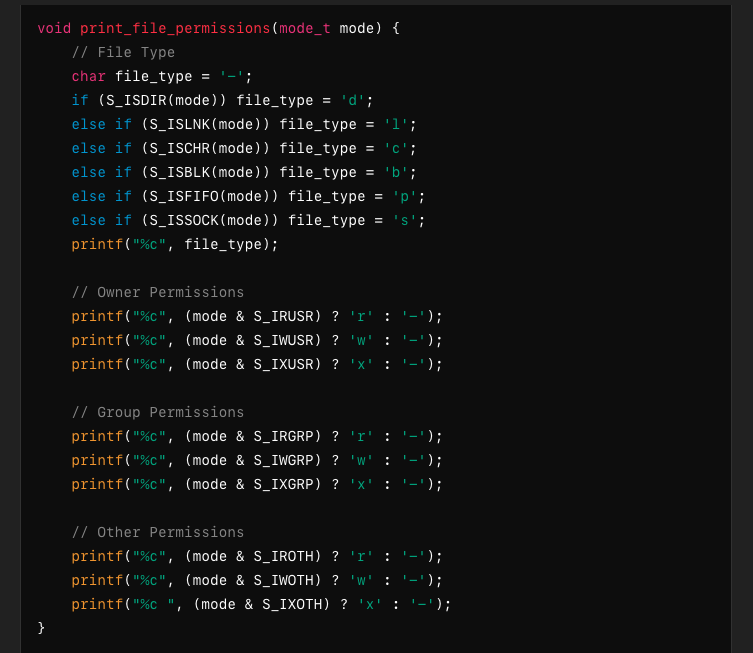 void print_file_permissions(mode_t mode) {
    // File Type
    char file_type = '-';
    if (S_ISDIR(mode)) file_type = 'd';
    else if (S_ISLNK(mode)) file_type = 'l';
    else if (S_ISCHR(mode)) file_type = 'c';
    else if (S_ISBLK(mode)) file_type = 'b';
    else if (S_ISFIFO(mode)) file_type = 'p';
    else if (S_ISSOCK(mode)) file_type = 's';
    printf("%c", file_type);

    // Owner Permissions
    printf("%c", (mode & S_IRUSR) ? 'r' : '-');
    printf("%c", (mode & S_IWUSR) ? 'w' : '-');
    printf("%c", (mode & S_IXUSR) ? 'x' : '-');

    // Group Permissions
    printf("%c", (mode & S_IRGRP) ? 'r' : '-');
    printf("%c", (mode & S_IWGRP) ? 'w' : '-');
    printf("%c", (mode & S_IXGRP) ? 'x' : '-');

    // Other Permissions
    printf("%c", (mode & S_IROTH) ? 'r' : '-');
    printf("%c", (mode & S_IWOTH) ? 'w' : '-');
    printf("%c ", (mode & S_IXOTH) ? 'x' : '-');
}